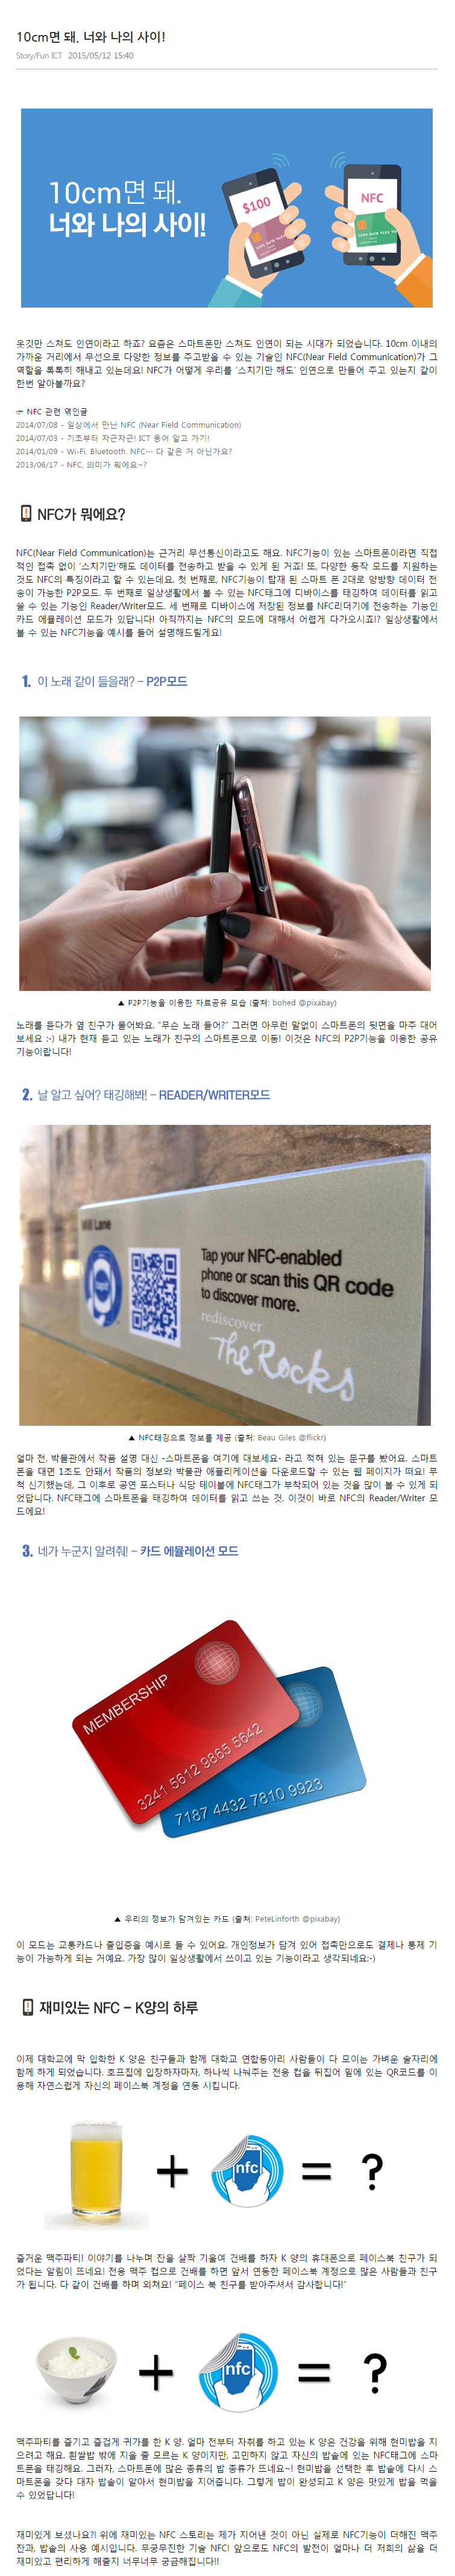 10cm면 돼. 너와 나의 사이!
Story/Fun ICT 2015/05/12 15:40
10cm면 돼.
너와 나의 사이!
$100
NFC
옷깃만 스쳐도 인연이라고 하죠? 요즘은 스마트폰만 스쳐도 인연이 되는 시대가 되었습니다. 10cm 이내의
가까운 거리에서 무선으로 다양한 정보를 주고받을 수 있는 기술인 NFC(Near Field Communication)가 그
역할을 톡톡히 해내고 있는데요! NFC가 어떻게 우리를 '스치기만 해도' 인연으로 만들어 주고 있는지 같이
한번 알아볼까요?
☞ NFC 관련 엮인글
2014/07/08 - 일상에서 만난 NFC (Near Field Communication)
2014/07/03 - 기초부터 차근차근! ICT 용어 알고 가기!
2014/01/09 - Wi-Fi. Bluetooth. NFC… 다 같은 거 아닌가요?
2013/06/17 - NFC, 의미가 뭐에요~?
NFC가 뭐에요?
NFC(Near Field Communication)는 근거리 무선통신이라고도 해요. NFC기능이 있는 스마트폰이라면 직접
적인 접촉 없이 '스치기만'해도 데이터를 전송하고 받을 수 있게 된 거죠! 또, 다양한 동작 모드를 지원하는
것도 NFC의 특징이라고 할 수 있는데요. 첫 번째로, NFC기능이 탑재 된 스마트 폰 2대로 양방향 데이터 전
송이 가능한 P2P모드. 두 번째로 일상생활에서 볼 수 있는 NFC태그에 디바이스를 태깅하여 데이터를 읽고
쓸 수 있는 기능인 Reader/Writer모드. 세 번째로 디바이스에 저장된 정보를 NFC리더기에 전송하는 기능인
카드 에뮬레이션 모드가 있답니다! 아직까지는 NFC의 모드에 대해서 어렵게 다가오시죠!? 일상생활에서
볼 수 있는 NFC기능을 예시를 들어 설명해드릴게요!
1. 이 노래 같이 들을래? – P2P모드
▲ P2P기능을 이용한 자료공유 모습 (출처: bohed @pixabay)
노래를 듣다가 옆 친구가 물어봐요. "무슨 노래 들어?" 그러면 아무런 말없이 스마트폰의 뒷면을 마주 대어
보세요 :-) 내가 현재 듣고 있는 노래가 친구의 스마트폰으로 이동! 이것은 NFC의 P2P기능을 이용한 공유
기능이랍니다!
2. 날 알고 싶어? 태깅해봐! – READER/WRITER모드
Mill Lane
Tap your NFC-enabled
phone or scan this QR code
to discover more.
rediscover
The Rocks
▲ NFC태깅으로 정보를 제공 (출처: Beau Giles @flickr)
얼마 전, 박물관에서 작품 설명 대신 -스마트폰을 여기에 대보세요- 라고 적혀 있는 문구를 봤어요. 스마트
폰을 대면 1초도 안돼서 작품의 정보와 박물관 애플리케이션을 다운로드할 수 있는 웹 페이지가 떠요! 무
척 신기했는데, 그 이후로 공연 포스터나 식당 테이블에 NFC태그가 부착되어 있는 것을 많이 볼 수 있게 되
었답니다. NFC태그에 스마트폰을 태깅하여 데이터를 읽고 쓰는 것. 이것이 바로 NFC의 Reader/Writer 모
드에요!
3. 네가 누군지 알려줘! – 카드 에뮬레이션 모드
MEMBERSHIP
3241 5612 9865 5642
7187 4432 7810 9923
▲ 우리의 정보가 담겨있는 카드 (출처: PeteLinforth @pixabay)
이 모드는 교통카드나 출입증을 예시로 들 수 있어요. 개인정보가 담겨 있어 접촉만으로도 결제나 통제 기
능이 가능하게 되는 거예요. 가장 많이 일상생활에서 쓰이고 있는 기능이라고 생각되네요:-)
재미있는 NFC – K양의 하루
이제 대학교에 막 입학한 K 양은 친구들과 함께 대학교 연합동아리 사람들이 다 모이는 가벼운 술자리에
함께 하게 되었습니다. 호프집에 입장하자마자, 하나씩 나눠주는 전용 컵을 뒤집어 밑에 있는 QR코드를 이
용해 자연스럽게 자신의 페이스북 계정을 연동 시킵니다.
+ nfc = ?
즐거운 맥주파티! 이야기를 나누며 잔을 살짝 기울여 건배를 하자 K 양의 휴대폰으로 페이스북 친구가 되
었다는 알림이 뜨네요! 전용 맥주 컵으로 건배를 하면 앞서 연동한 페이스북 계정으로 많은 사람들과 친구
가 됩니다. 다 같이 건배를 하며 외쳐요! "페이스 북 친구를 받아주셔서 감사합니다!"
+ nfc = ?
맥주파티를 즐기고 즐겁게 귀가를 한 K 양. 얼마 전부터 자취를 하고 있는 K 양은 건강을 위해 현미밥을 지
으려고 해요. 흰쌀밥 밖에 지을 줄 모르는 K 양이지만, 고민하지 않고 자신의 밥솥에 있는 NFC태그에 스마
트폰을 태깅해요. 그러자, 스마트폰에 많은 종류의 밥 종류가 뜨네요~! 현미밥을 선택한 후 밥솥에 다시 스
마트폰을 갖다 대자 밥솥이 알아서 현미밥을 지어줍니다. 그렇게 밥이 완성되고 K 양은 맛있게 밥을 먹을
수 있었답니다!
재미있게 보셨나요?! 위에 재미있는 NFC 스토리는 제가 지어낸 것이 아닌 실제로 NFC기능이 더해진 맥주
잔과, 밥솥의 사용 예시입니다. 무궁무진한 기술 NFC! 앞으로도 NFC의 발전이 얼마나 더 저희의 삶을 더
재미있고 편리하게 해줄지 너무너무 궁금해집니다!!